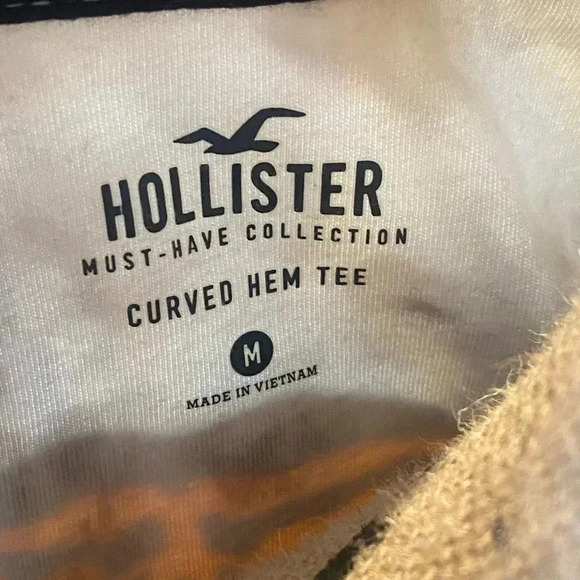 HOLLISTER
MUST-HAVE COLLECTION
CURVED HEM TEE
M
MADE IN VIETNAM